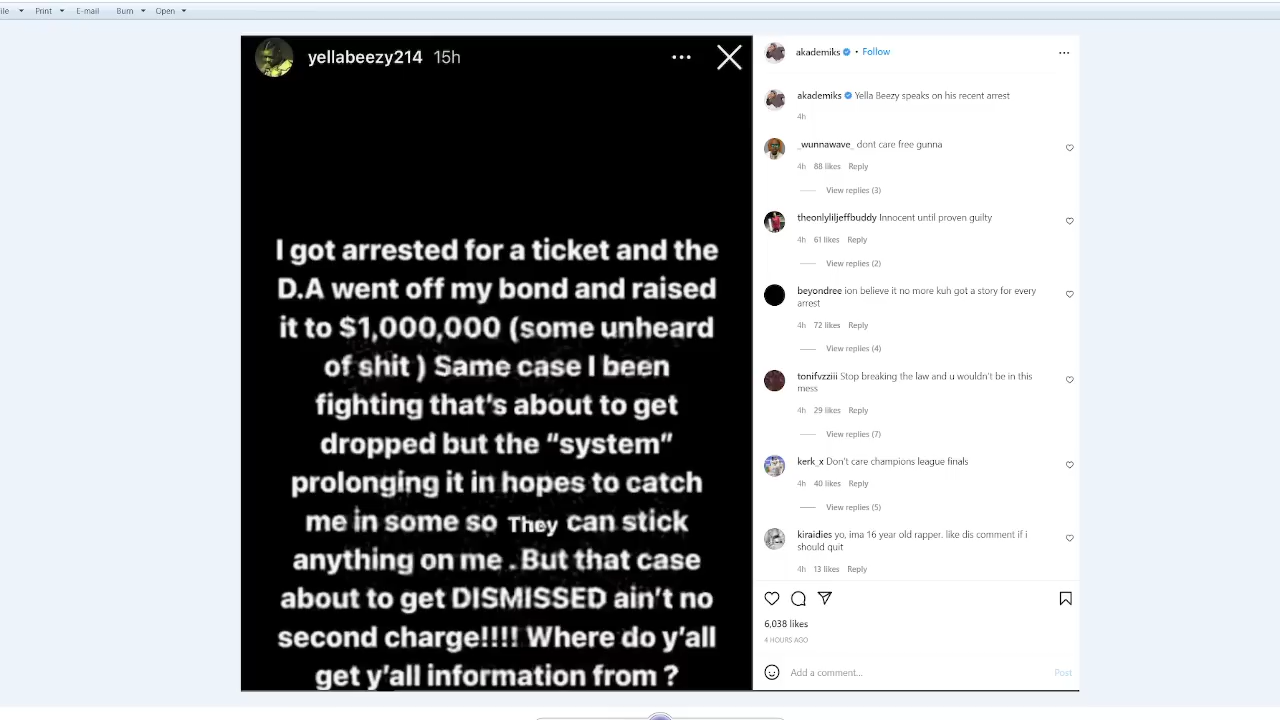 Print
E-mail
Burn
Open
yellabeezy214 15h
I got arrested for a ticket and the
D.A went off my bond and raised
it to $1,000,000 (some unheard
of shit ) Same case I been
fighting that's about to get
dropped but the “system”
prolonging it in hopes to catch
me in some so They can stick
anything on me . But that case
about to get DISMISSED ain't no
second charge!!!! Where do y'all
get y'all information from ?
akademiks • Follow
akademiks Yella Beezy speaks on his recent arrest
4h
_wunnawave_ dont care free gunna
4h 88 likes Reply
View replies (3)
theonlyliljeffbuddy Innocent until proven guilty
4h 61 likes Reply
View replies (2)
beyondree ion believe it no more kuh got a story for every
arrest
4h 72 likes Reply
View replies (4)
tonifvzziii Stop breaking the law and u wouldn't be in this
mess
4h 29 likes Reply
View replies (7)
kerk_x Don't care champions league finals
4h 40 likes Reply
View replies (5)
kiraidies yo, ima 16 year old rapper. like dis comment if i
should quit
4h 13 likes Reply
6,038 likes
4 HOURS AGO
Add a comment...
Post